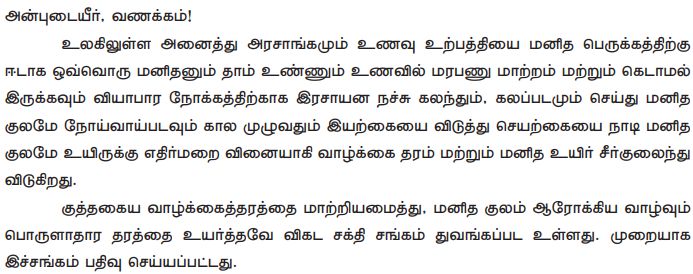 அன்புடையீர், வணக்கம்!
உலகிலுள்ள அனைத்து அரசாங்கமும் உணவு உற்பத்தியை மனித பெருக்கத்திற்கு
ஈடாக ஒவ்வொரு மனிதனும் தாம் உண்ணும் உணவில் மரபணு மாற்றம் மற்றும் கெடாமல்
இருக்கவும் வியாபார நோக்கத்திற்காக இரசாயன நச்சு கலந்தும், கலப்படமும் செய்து மனித
குலமே நோய்வாய்படவும் கால முழுவதும் இயற்கையை விடுத்து செயற்கையை நாடி மனித
குலமே உயிருக்கு எதிர்மறை வினையாகி வாழ்க்கை தரம் மற்றும் மனித உயிர் சீர்குலைந்து
விடுகிறது.
குத்தகைய வாழ்க்கைத்தரத்தை மாற்றியமைத்து, மனித குலம் ஆரோக்கிய வாழ்வும்
பொருளாதார தரத்தை உயர்த்தவே விகட சக்தி சங்கம் துவங்கப்பட உள்ளது. முறையாக
இச்சங்கம் பதிவு செய்யப்பட்டது.